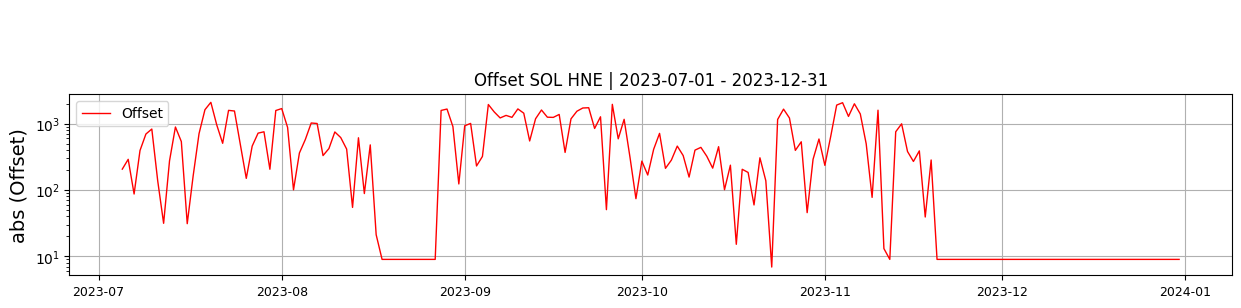 Offset SOL HNE | 2023-07-01 - 2023-12-31
Offset
abs (Offset)
10³
10²
10¹
2023-07 2023-08 2023-09 2023-10 2023-11 2023-12 2024-01